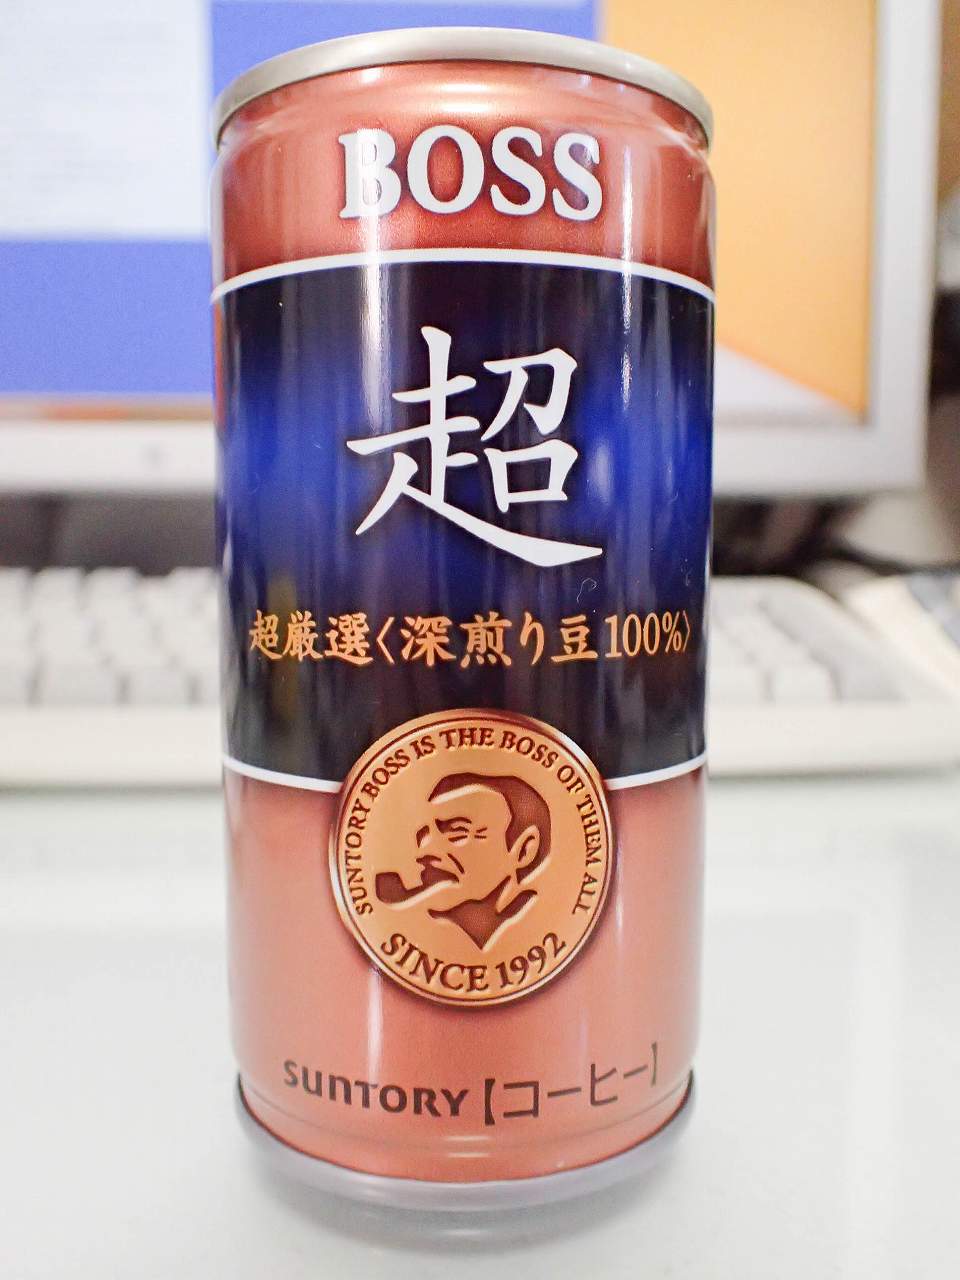 BOSS
超
超厳選〈深煎り豆100%〉
SUNTORY BOSS IS THE BOSS OF THEM ALL
SINCE 1992
SUNTORY【コーヒー】